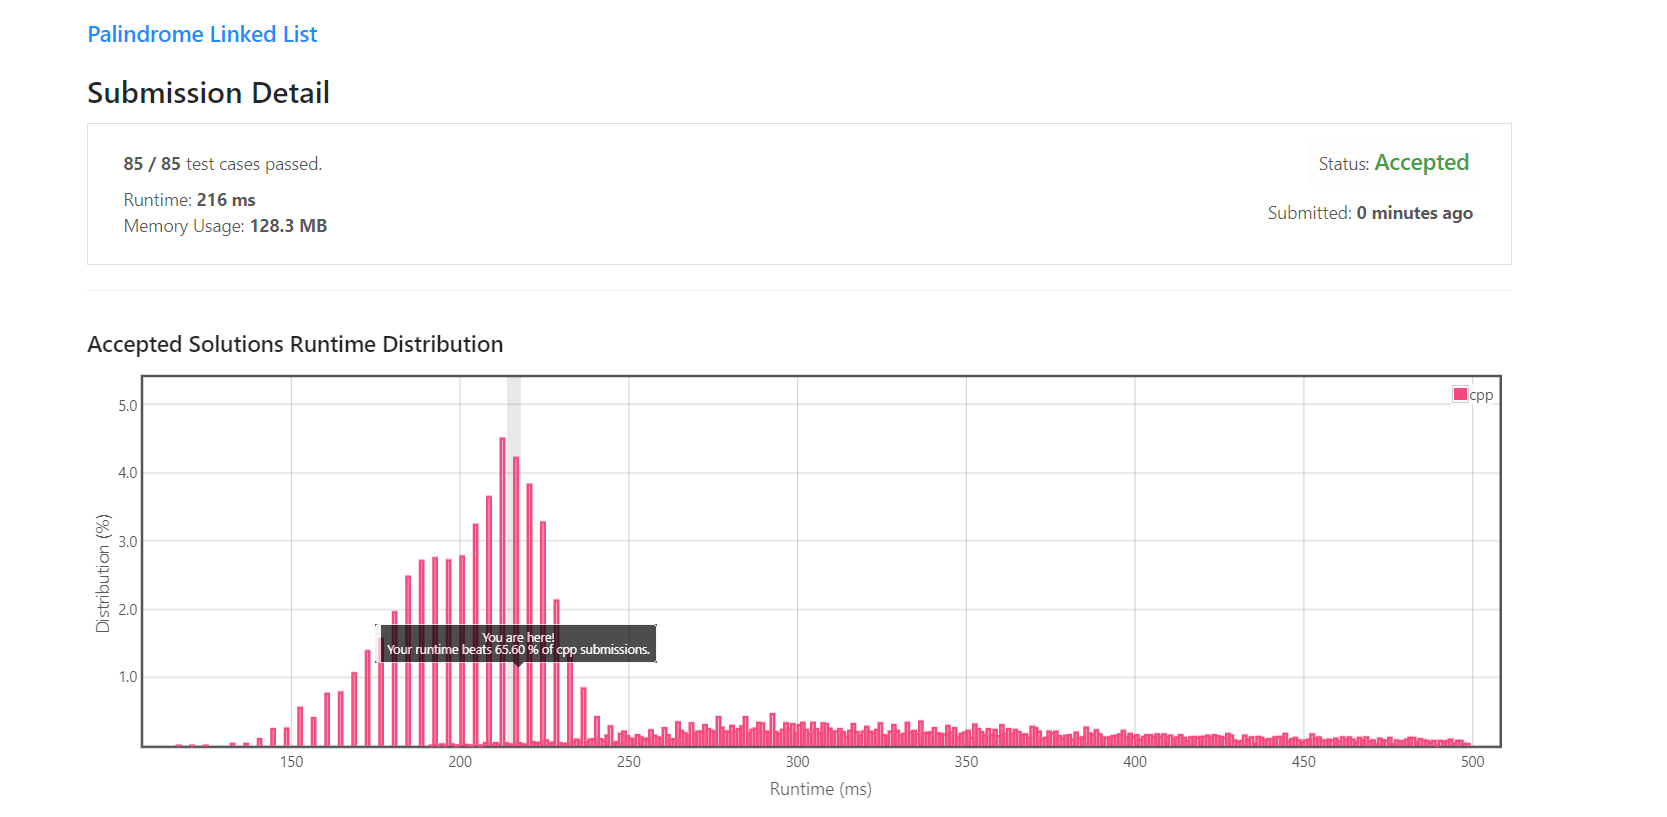 Palindrome Linked List
Submission Detail
85 / 85 test cases passed.
Status: Accepted
Runtime: 216 ms
Memory Usage: 128.3 MB
Submitted: 0 minutes ago
Accepted Solutions Runtime Distribution
cpp
5.0
4.0
3.0
2.0
1.0
Distribution (%)
You are here!
Your runtime beats 65.60 % of cpp submissions.
150 200 250 300 350 400 450 500
Runtime (ms)